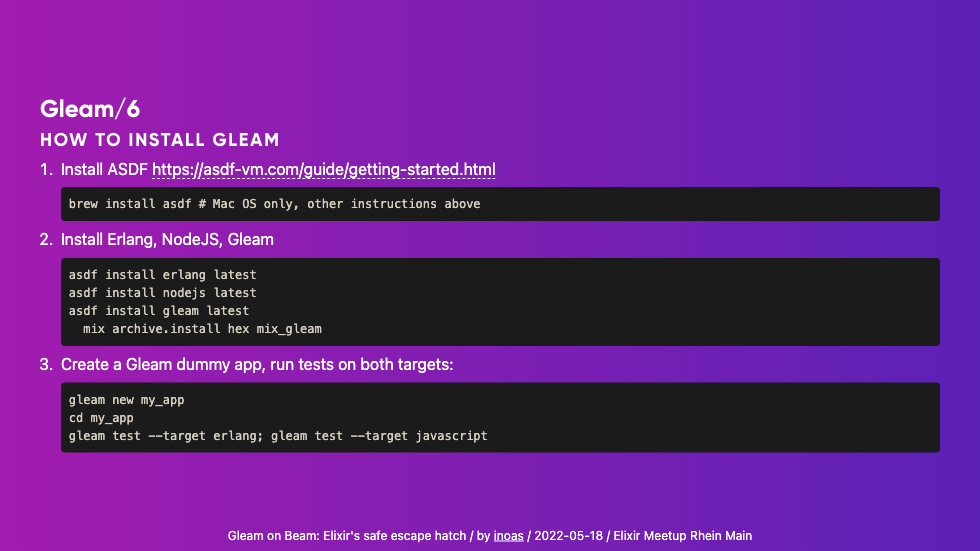 Gleam/6
HOW TO INSTALL GLEAM
1. Install ASDF https://asdf-vm.com/guide/getting-started.html
brew install asdf # Mac OS only, other instructions above
2. Install Erlang, NodeJS, Gleam
asdf install erlang latest
asdf install nodejs latest
asdf install gleam latest
  mix archive.install hex mix_gleam
3. Create a Gleam dummy app, run tests on both targets:
gleam new my_app
cd my_app
gleam test --target erlang; gleam test --target javascript
Gleam on Beam: Elixir's safe escape hatch / by inoas / 2022-05-18 / Elixir Meetup Rhein Main